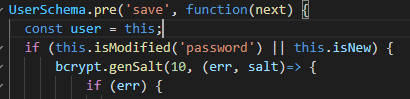 UserSchema.pre('save', function(next) {
const user = this;
if (this.isModified('password') || this.isNew) {
bcrypt.genSalt(10, (err, salt)=> {
if (err) {